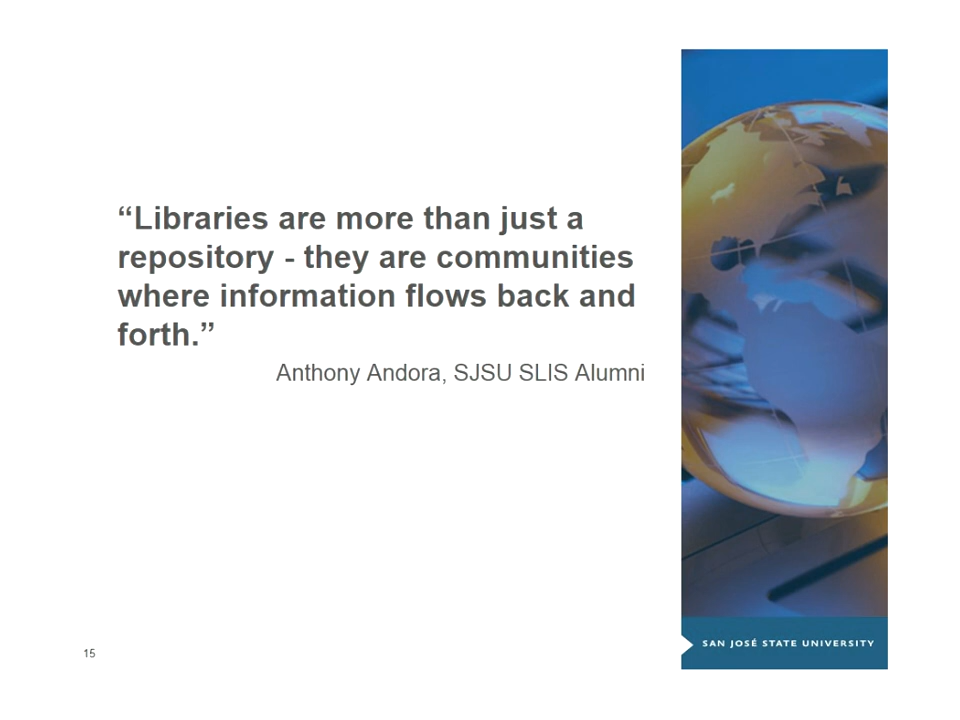 “Libraries are more than just a
repository - they are communities
where information flows back and
forth.”
Anthony Andora, SJSU SLIS Alumni
SAN JOSÉ STATE UNIVERSITY
15